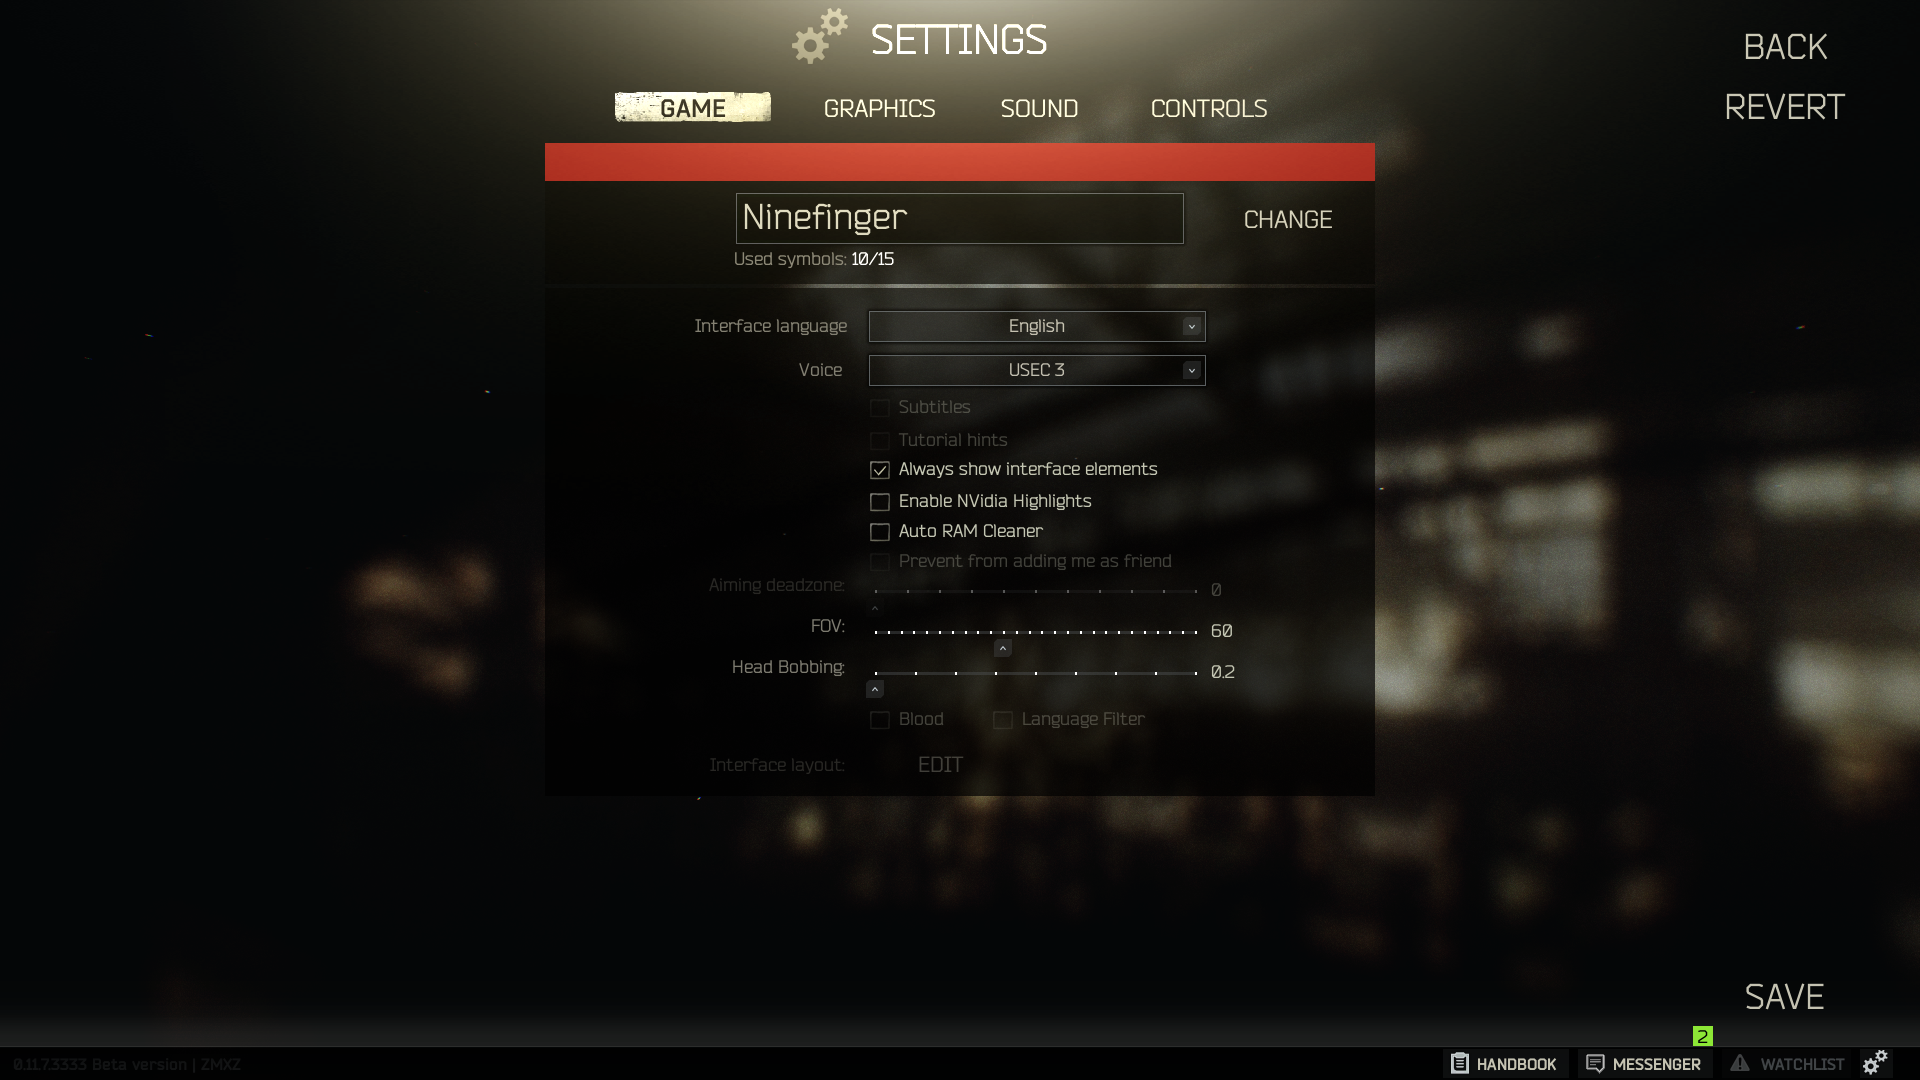 SETTINGS
BACK
REVERT
GAME GRAPHICS SOUND CONTROLS
Ninefinger
CHANGE
Used symbols: 10/15
Interface language English
Voice USEC 3
Subtitles
Tutorial hints
Always show interface elements
Enable NVidia Highlights
Auto RAM Cleaner
Prevent from adding me as friend
Aiming deadzone: 0
FOV: 60
Head Bobbing: 0.2
Blood Language Filter
Interface layout: EDIT
SAVE
2
0.11.7.3333 Beta version | ZMXZ
HANDBOOK MESSENGER WATCHLIST